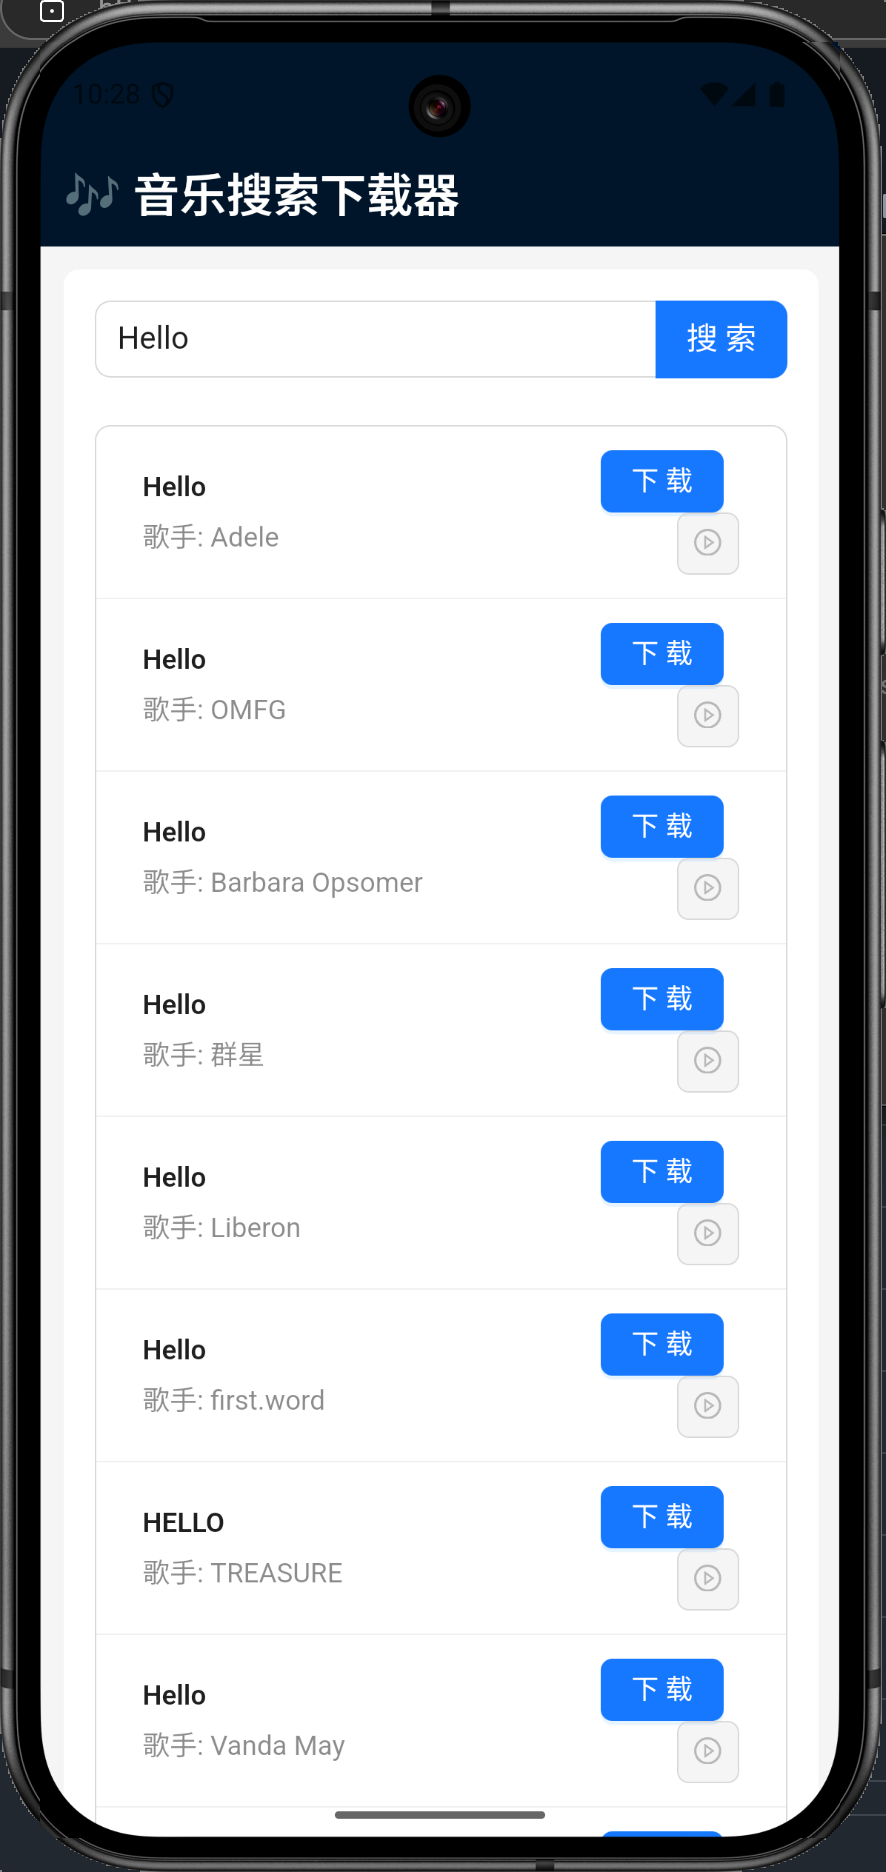 10:28
🎶 音乐搜索下载器
Hello
搜 索
Hello
下 载
歌手: Adele
Hello
下 载
歌手: OMFG
Hello
下 载
歌手: Barbara Opsomer
Hello
下 载
歌手: 群星
Hello
下 载
歌手: Liberon
Hello
下 载
歌手: first.word
HELLO
下 载
歌手: TREASURE
Hello
下 载
歌手: Vanda May